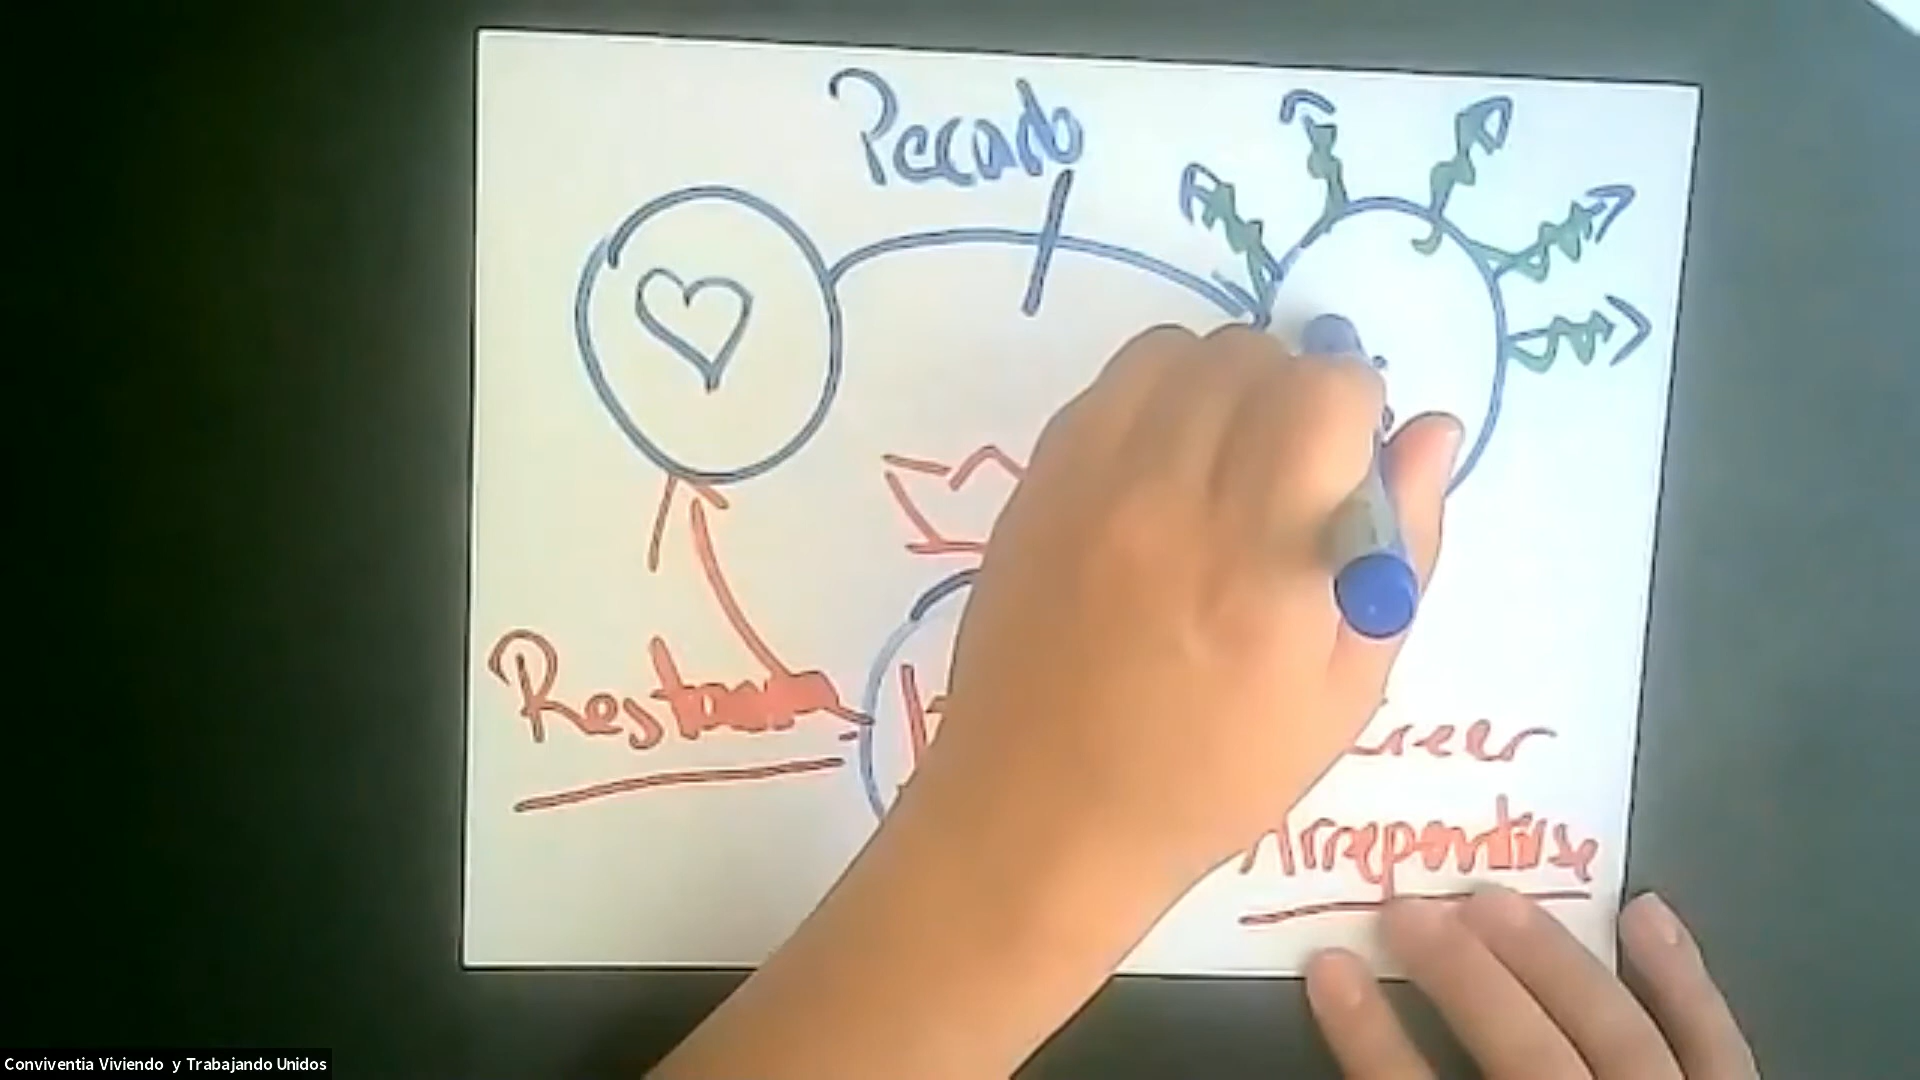 Pecado
Restaura
Creer
Arrepentirse
Conviventia Viviendo y Trabajando Unidos